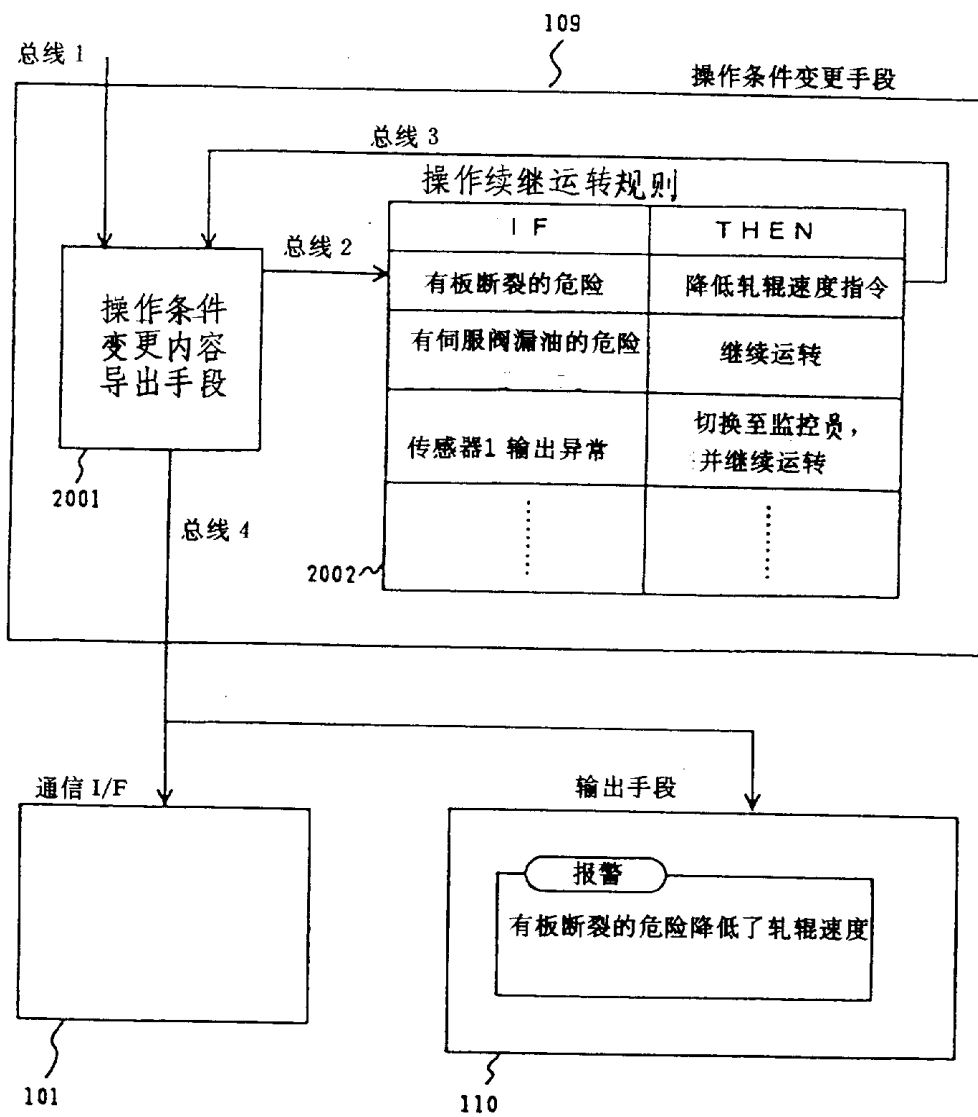 109
总线 1
操作条件变更手段
总线 3
操作续继运转规则
IF
THEN
总线 2
有板断裂的危险
降低轧辊速度指令
操作条件
变更内容
导出手段
有伺服阀漏油的危险
继续运转
传感器1 输出异常
切换至监控员，
并继续运转
2001
总线 4
2002
通信 I/F
输出手段
报警
有板断裂的危险降低了轧辊速度
101
110